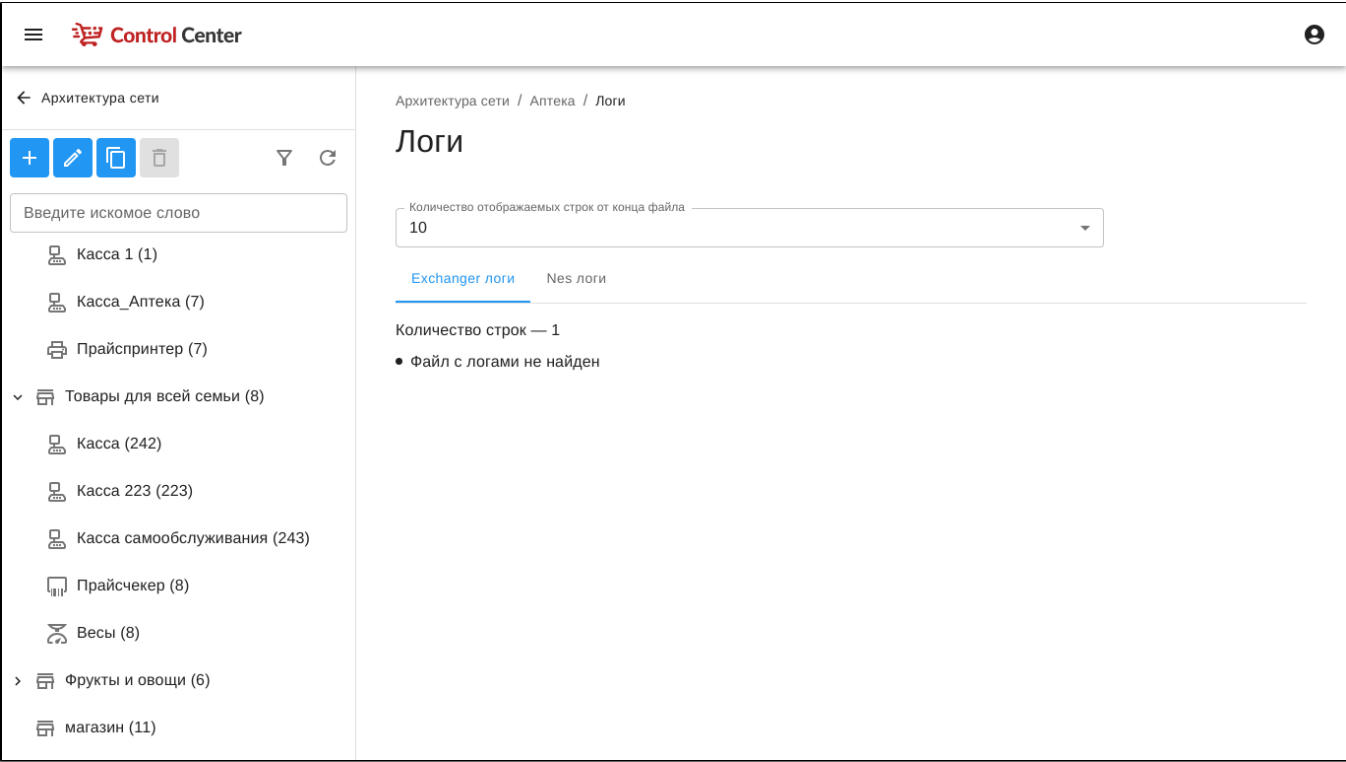 Control Center
Архитектура сети
Введите искомое слово
Касса 1 (1)
Касса_Аптека (7)
Прайспринтер (7)
Товары для всей семьи (8)
Касса (242)
Касса 223 (223)
Касса самообслуживания (243)
Прайсчекер (8)
Весы (8)
Фрукты и овощи (6)
магазин (11)
Архитектура сети / Аптека / Логи
Логи
Количество отображаемых строк от конца файла
10
Exchanger логи Nes логи
Количество строк — 1
• Файл с логами не найден